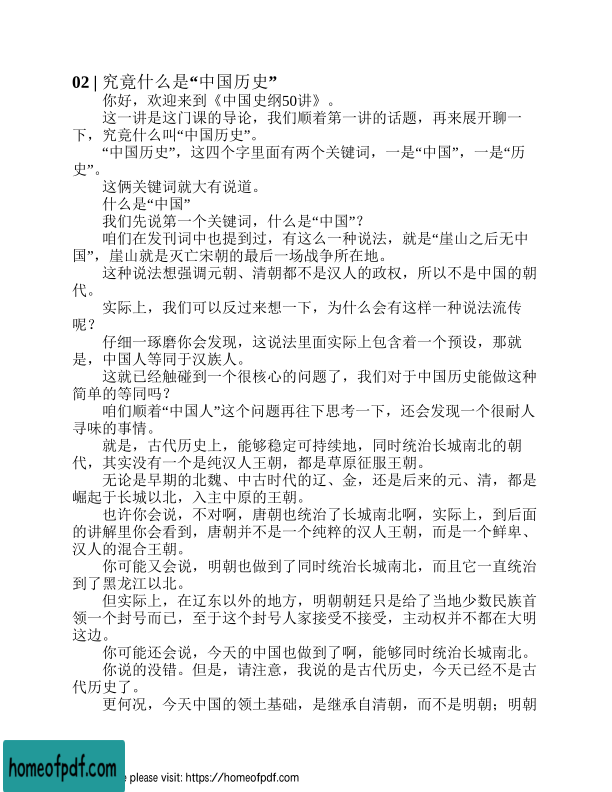 02 | 究竟什么是“中国历史”
你好，欢迎来到《中国史纲50讲》。
这一讲是这门课的导论，我们顺着第一讲的话题，再来展开聊一
下，究竟什么叫“中国历史”。
“中国历史”，这四个字里面有两个关键词，一是“中国”，一是“历
史”。
这俩关键词就大有说道。
什么是“中国”
我们先说第一个关键词，什么是“中国”？
咱们在发刊词中也提到过，有这么一种说法，就是“崖山之后无中
国”，崖山就是灭亡宋朝的最后一场战争所在地。
这种说法想强调元朝、清朝都不是汉人的政权，所以不是中国的朝
代。
实际上，我们可以反过来想一下，为什么会有这样一种说法流传
呢？
仔细一琢磨你会发现，这说法里面实际上包含着一个预设，那就
是，中国人等同于汉族人。
这就已经触碰到一个很核心的问题了，我们对于中国历史能做这种
简单的等同吗？
咱们顺着“中国人”这个问题再往下思考一下，还会发现一个很耐人
寻味的事情。
就是，古代历史上，能够稳定可持续地，同时统治长城南北的朝
代，其实没有一个是纯汉人王朝，都是草原征服王朝。
无论是早期的北魏、中古时代的辽、金，还是后来的元、清，都是
崛起于长城以北，入主中原的王朝。
也许你会说，不对啊，唐朝也统治了长城南北啊，实际上，到后面
的讲解里你会看到，唐朝并不是一个纯粹的汉人王朝，而是一个鲜卑、
汉人的混合王朝。
你可能又会说，明朝也做到了同时统治长城南北，而且它一直统治
到了黑龙江以北。
但实际上，在辽东以外的地方，明朝朝廷只是给了当地少数民族首
领一个封号而已，至于这个封号人家接受不接受，主动权并不都在大明
这边。
你可能还会说，今天的中国也做到了啊，能够同时统治长城南北。
你说的没错。但是，请注意，我说的是古代历史，今天已经不是古
代历史了。
更何况，今天中国的领土基础，是继承自清朝，而不是明朝；明朝
homeofpdf.com
e please visit: https://homeofpdf.com